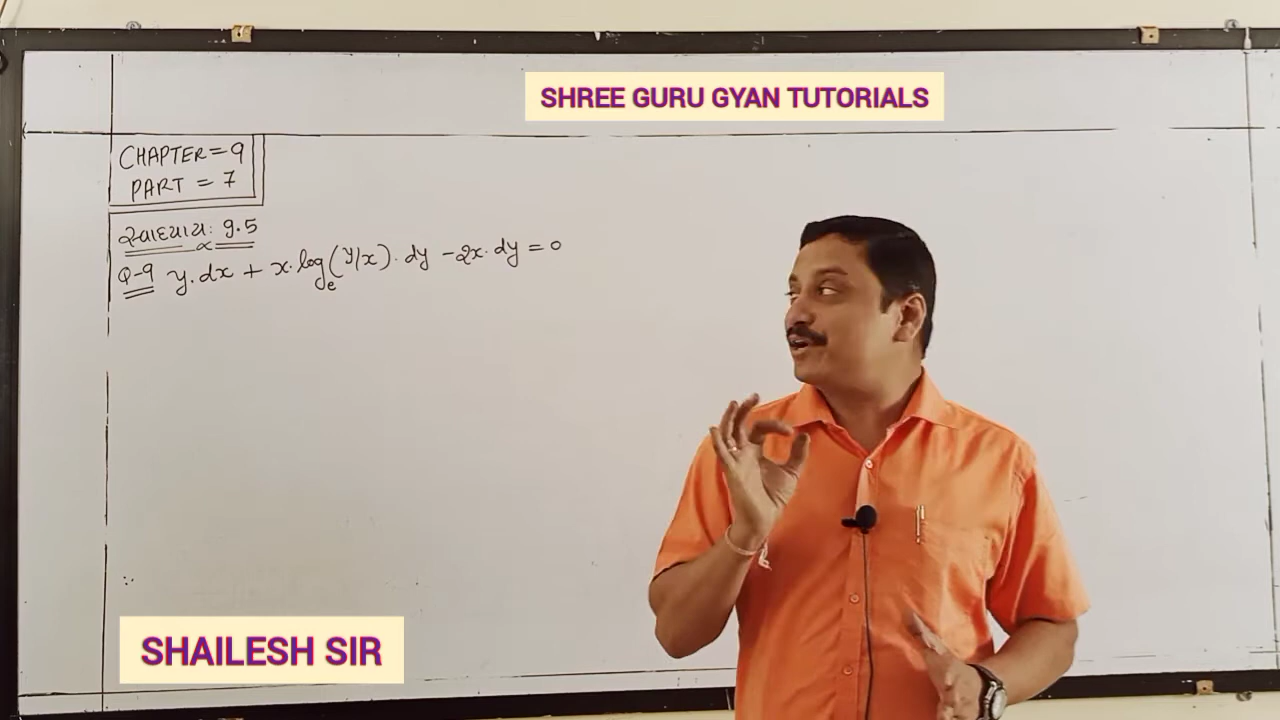 SHREE GURU GYAN TUTORIALS
CHAPTER = 9
PART = 7
સ્વાધ્યાય: 9.5
Q-9 y.dx + x.logₑ(y/x).dy - 2x.dy = 0
SHAILESH SIR